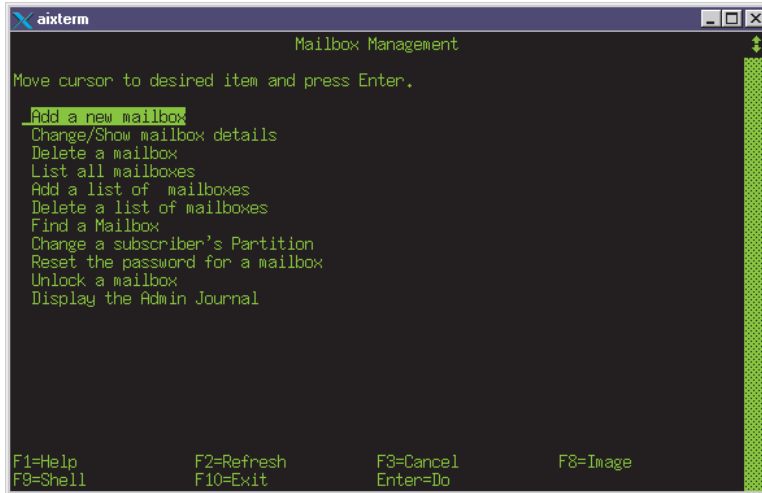 aixterm
Mailbox Management
Move cursor to desired item and press Enter.
Add a new mailbox
Change/Show mailbox details
Delete a mailbox
List all mailboxes
Add a list of  mailboxes
Delete a list of mailboxes
Find a Mailbox
Change a subscriber's Partition
Reset the password for a mailbox
Unlock a mailbox
Display the Admin Journal
F1=Help F2=Refresh F3=Cancel F8=Image
F9=Shell F10=Exit Enter=Do